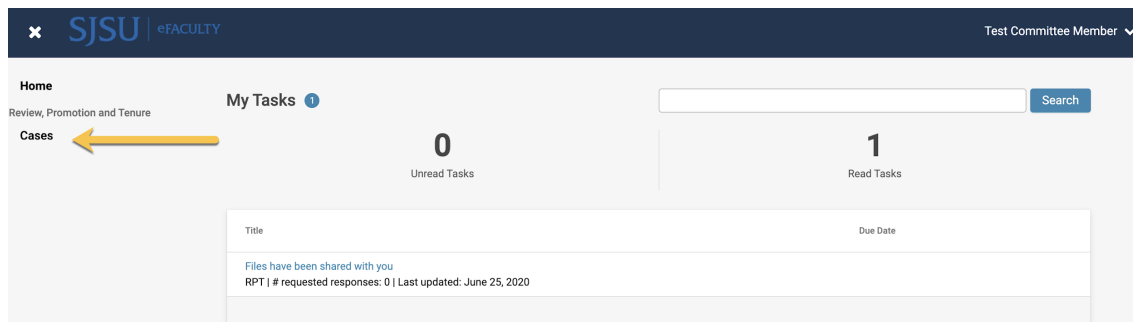 SJSU | eFACULTY
Test Committee Member
Home
Review, Promotion and Tenure
Cases
My Tasks 1
Search
0
Unread Tasks
1
Read Tasks
Title
Due Date
Files have been shared with you
RPT | # requested responses: 0 | Last updated: June 25, 2020